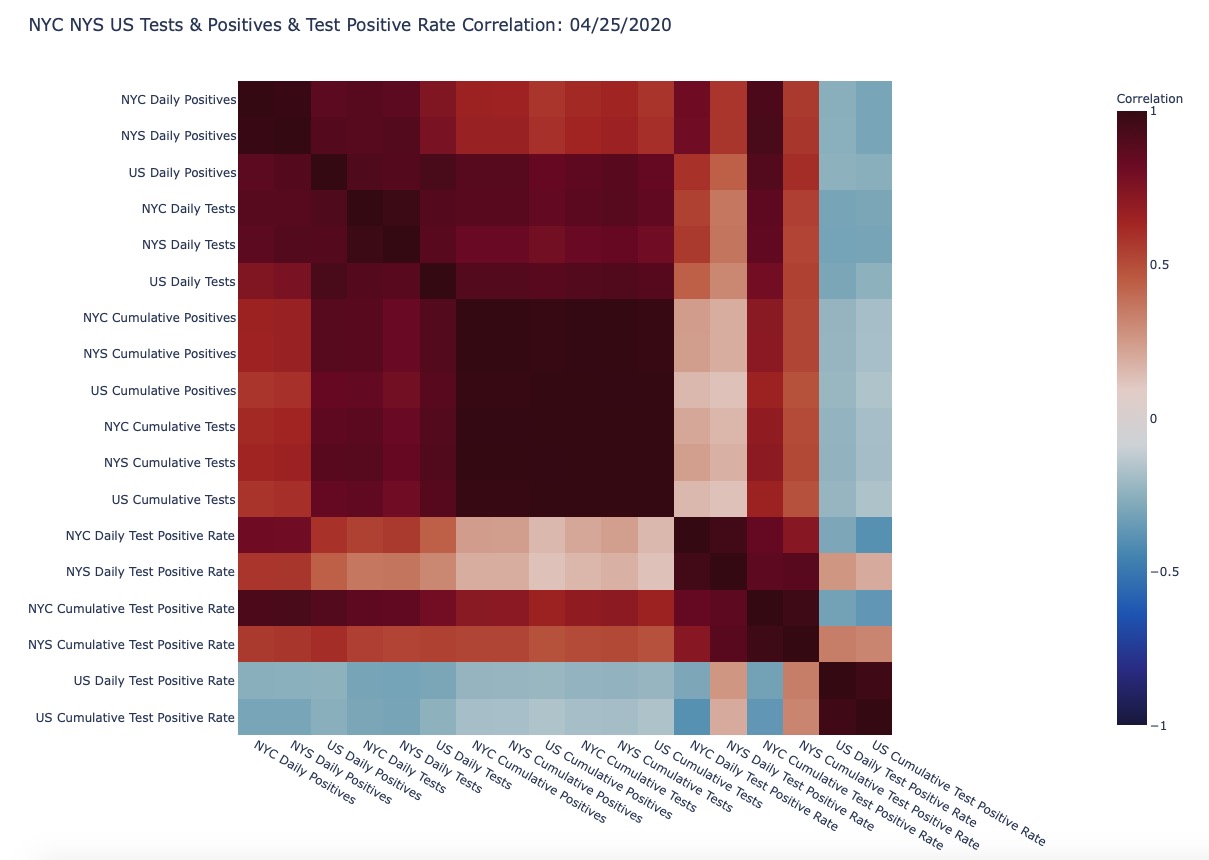 NYC NYS US Tests & Positives & Test Positive Rate Correlation: 04/25/2020
Correlation
1
0.5
0
−0.5
−1
NYC Daily Positives
NYS Daily Positives
US Daily Positives
NYC Daily Tests
NYS Daily Tests
US Daily Tests
NYC Cumulative Positives
NYS Cumulative Positives
US Cumulative Positives
NYC Cumulative Tests
NYS Cumulative Tests
US Cumulative Tests
NYC Daily Test Positive Rate
NYS Daily Test Positive Rate
NYC Cumulative Test Positive Rate
NYS Cumulative Test Positive Rate
US Daily Test Positive Rate
US Cumulative Test Positive Rate
NYC Daily Positives
NYS Daily Positives
US Daily Positives
NYC Daily Tests
NYS Daily Tests
US Daily Tests
NYC Cumulative Positives
NYS Cumulative Positives
US Cumulative Positives
NYC Cumulative Tests
NYS Cumulative Tests
US Cumulative Tests
NYC Daily Test Positive Rate
NYS Daily Test Positive Rate
NYC Cumulative Test Positive Rate
NYS Cumulative Test Positive Rate
US Daily Test Positive Rate
US Cumulative Test Positive Rate